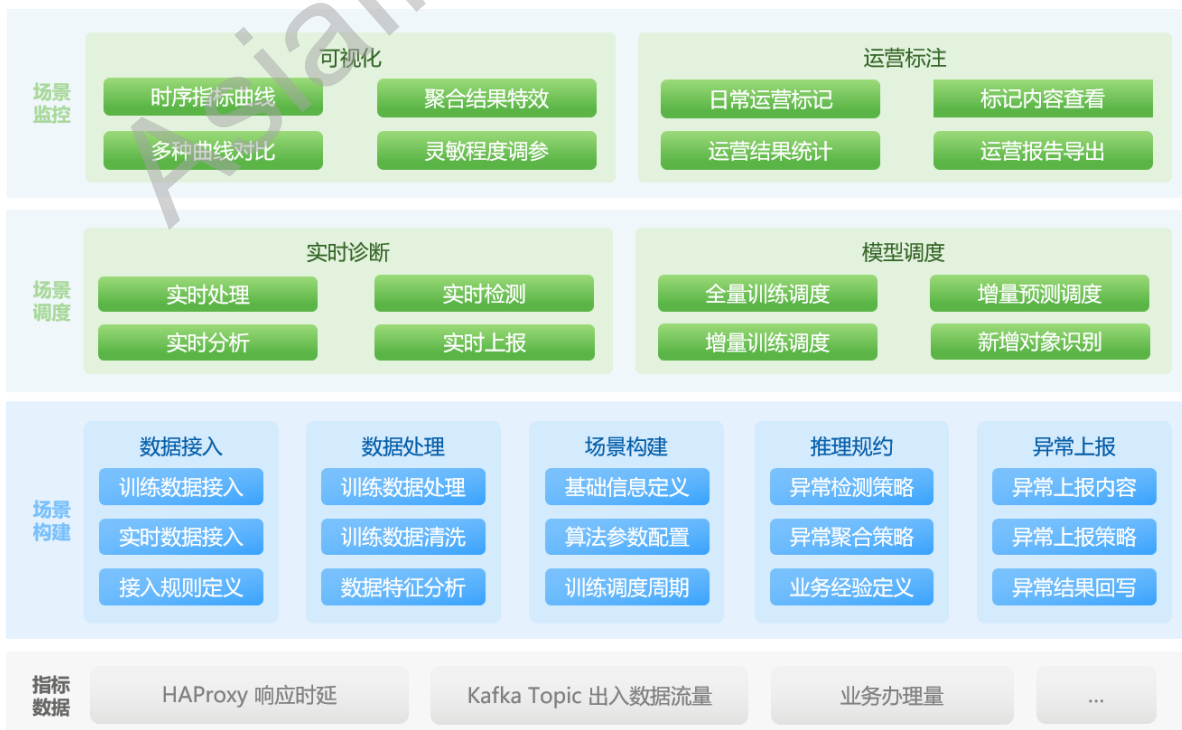 场景
监控
可视化
时序指标曲线
聚合结果特效
多种曲线对比
灵敏程度调参
运营标注
日常运营标记
标记内容查看
运营结果统计
运营报告导出
场景
调度
实时诊断
实时处理
实时检测
实时分析
实时上报
模型调度
全量训练调度
增量预测调度
增量训练调度
新增对象识别
场景
构建
数据接入
训练数据接入
实时数据接入
接入规则定义
数据处理
训练数据处理
训练数据清洗
数据特征分析
场景构建
基础信息定义
算法参数配置
训练调度周期
推理规约
异常检测策略
异常聚合策略
业务经验定义
异常上报
异常上报内容
异常上报策略
异常结果回写
指标
数据
HAProxy 响应时延
Kafka Topic 出入数据流量
业务办理量
...